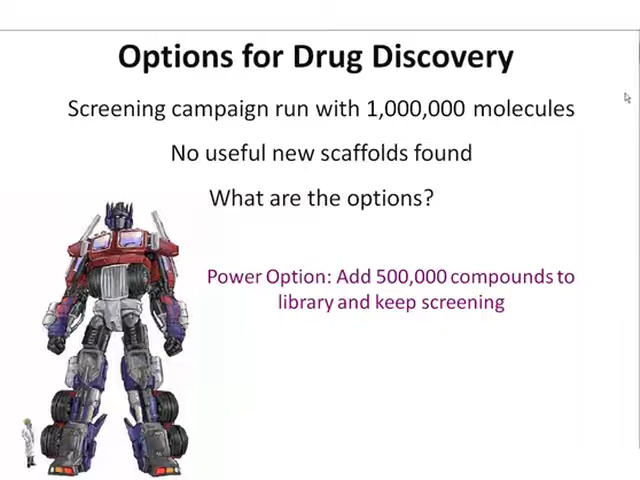 Options for Drug Discovery
Screening campaign run with 1,000,000 molecules
No useful new scaffolds found
What are the options?
Power Option: Add 500,000 compounds to
library and keep screening